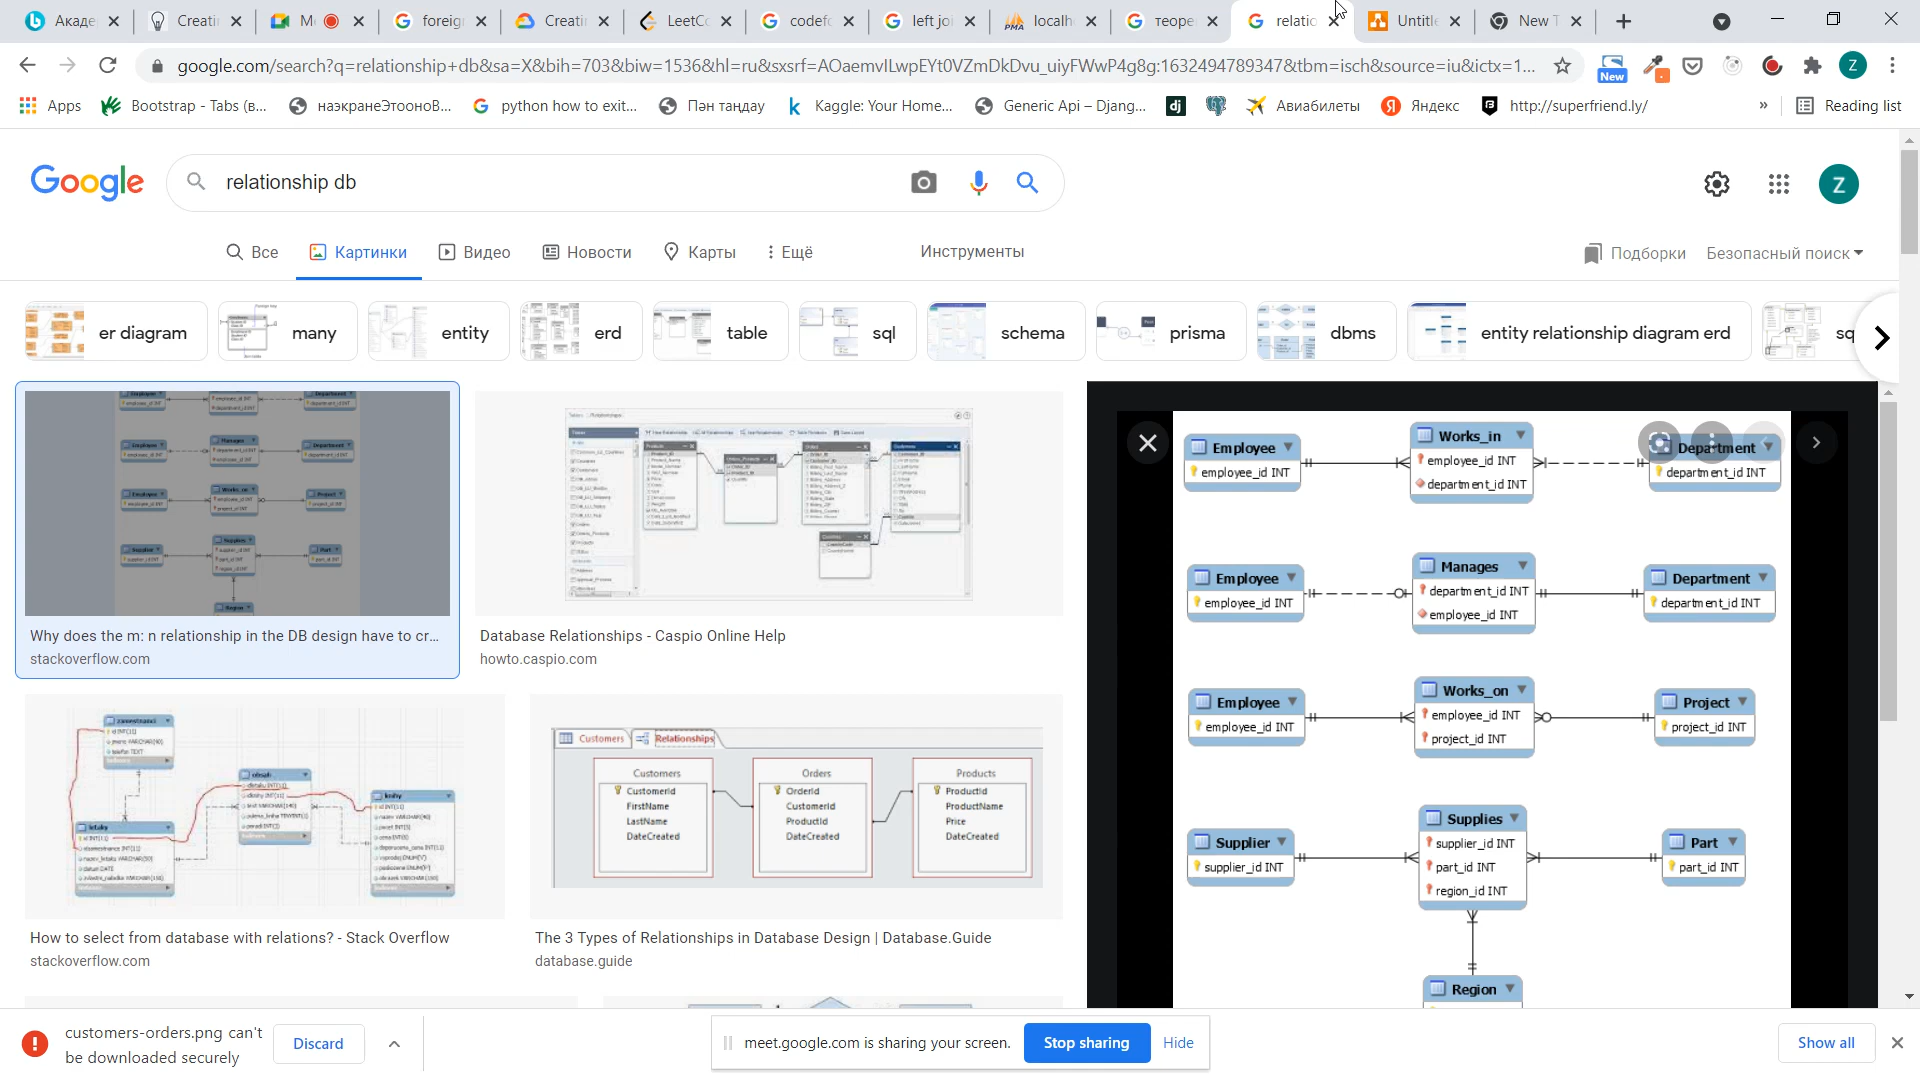 Акаде
Creatin
M
foreig
Creatin
LeetCo
codefo
left joi
localh
теоре
relatio
Untitle
New T
google.com/search?q=relationship+db&sa=X&bih=703&biw=1536&hl=ru&sxsrf=AOaemvILwpEYt0VZmDkDvu_uiyFWwP4g8g:1632494789347&tbm=isch&source=iu&ictx=1...
New
Z
Apps
Bootstrap - Tabs (в...
наэкранеЭтооноВ...
python how to exit...
Пән таңдау
Kaggle: Your Home...
Generic Api – Djang...
dj
Авиабилеты
Яндекс
http://superfriend.ly/
»
Reading list
Google
relationship db
Z
Все
Картинки
Видео
Новости
Карты
Ещё
Инструменты
Подборки
Безопасный поиск
er diagram
many
entity
erd
table
sql
schema
prisma
dbms
entity relationship diagram erd
sq
Why does the m: n relationship in the DB design have to cr...
stackoverflow.com
Database Relationships - Caspio Online Help
howto.caspio.com
Customers
Relationships
Customers
CustomerId
FirstName
LastName
DateCreated
Orders
OrderId
CustomerId
ProductId
DateCreated
Products
ProductId
ProductName
Price
DateCreated
How to select from database with relations? - Stack Overflow
stackoverflow.com
The 3 Types of Relationships in Database Design | Database.Guide
database.guide
Employee
employee_id INT
Works_in
employee_id INT
department_id INT
Department
department_id INT
Employee
employee_id INT
Manages
department_id INT
employee_id INT
Department
department_id INT
Employee
employee_id INT
Works_on
employee_id INT
project_id INT
Project
project_id INT
Supplier
supplier_id INT
Supplies
supplier_id INT
part_id INT
region_id INT
Part
part_id INT
Region
customers-orders.png can't
be downloaded securely
Discard
meet.google.com is sharing your screen.
Stop sharing
Hide
Show all